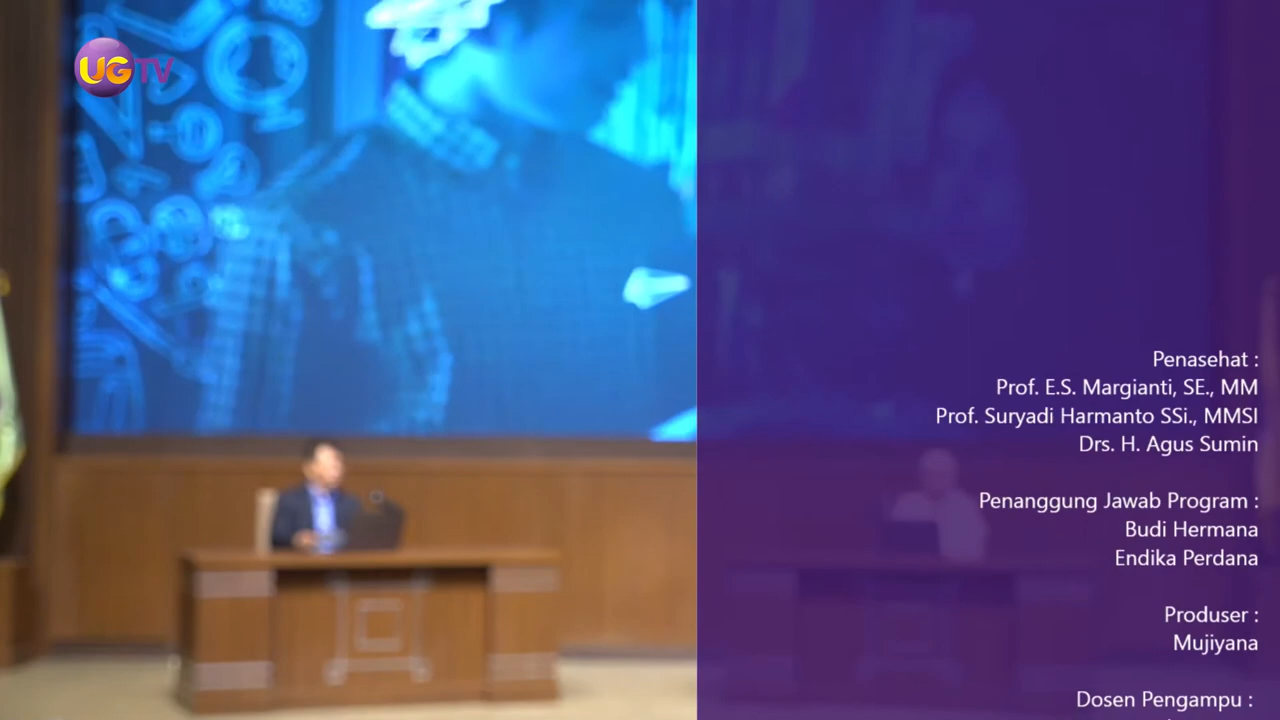 UGTV
Penasehat :
Prof. E.S. Margianti, SE., MM
Prof. Suryadi Harmanto SSi., MMSI
Drs. H. Agus Sumin
Penanggung Jawab Program :
Budi Hermana
Endika Perdana
Produser :
Mujiyana
Dosen Pengampu :